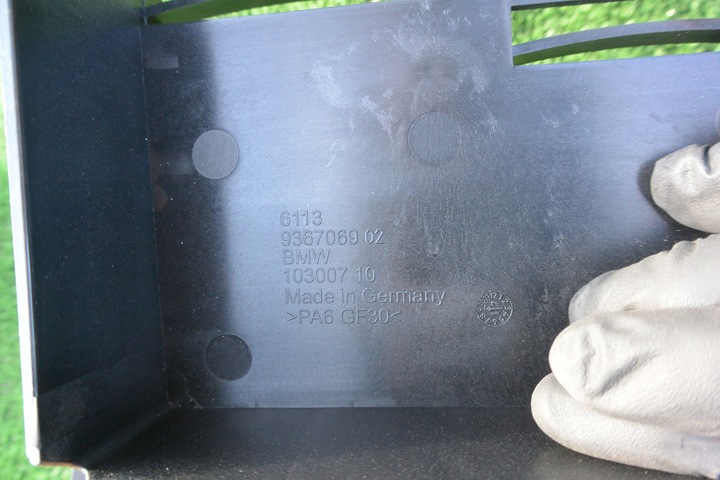 6113
9367069 02
BMW
103007 10
Made in Germany
>PA6 GF30<